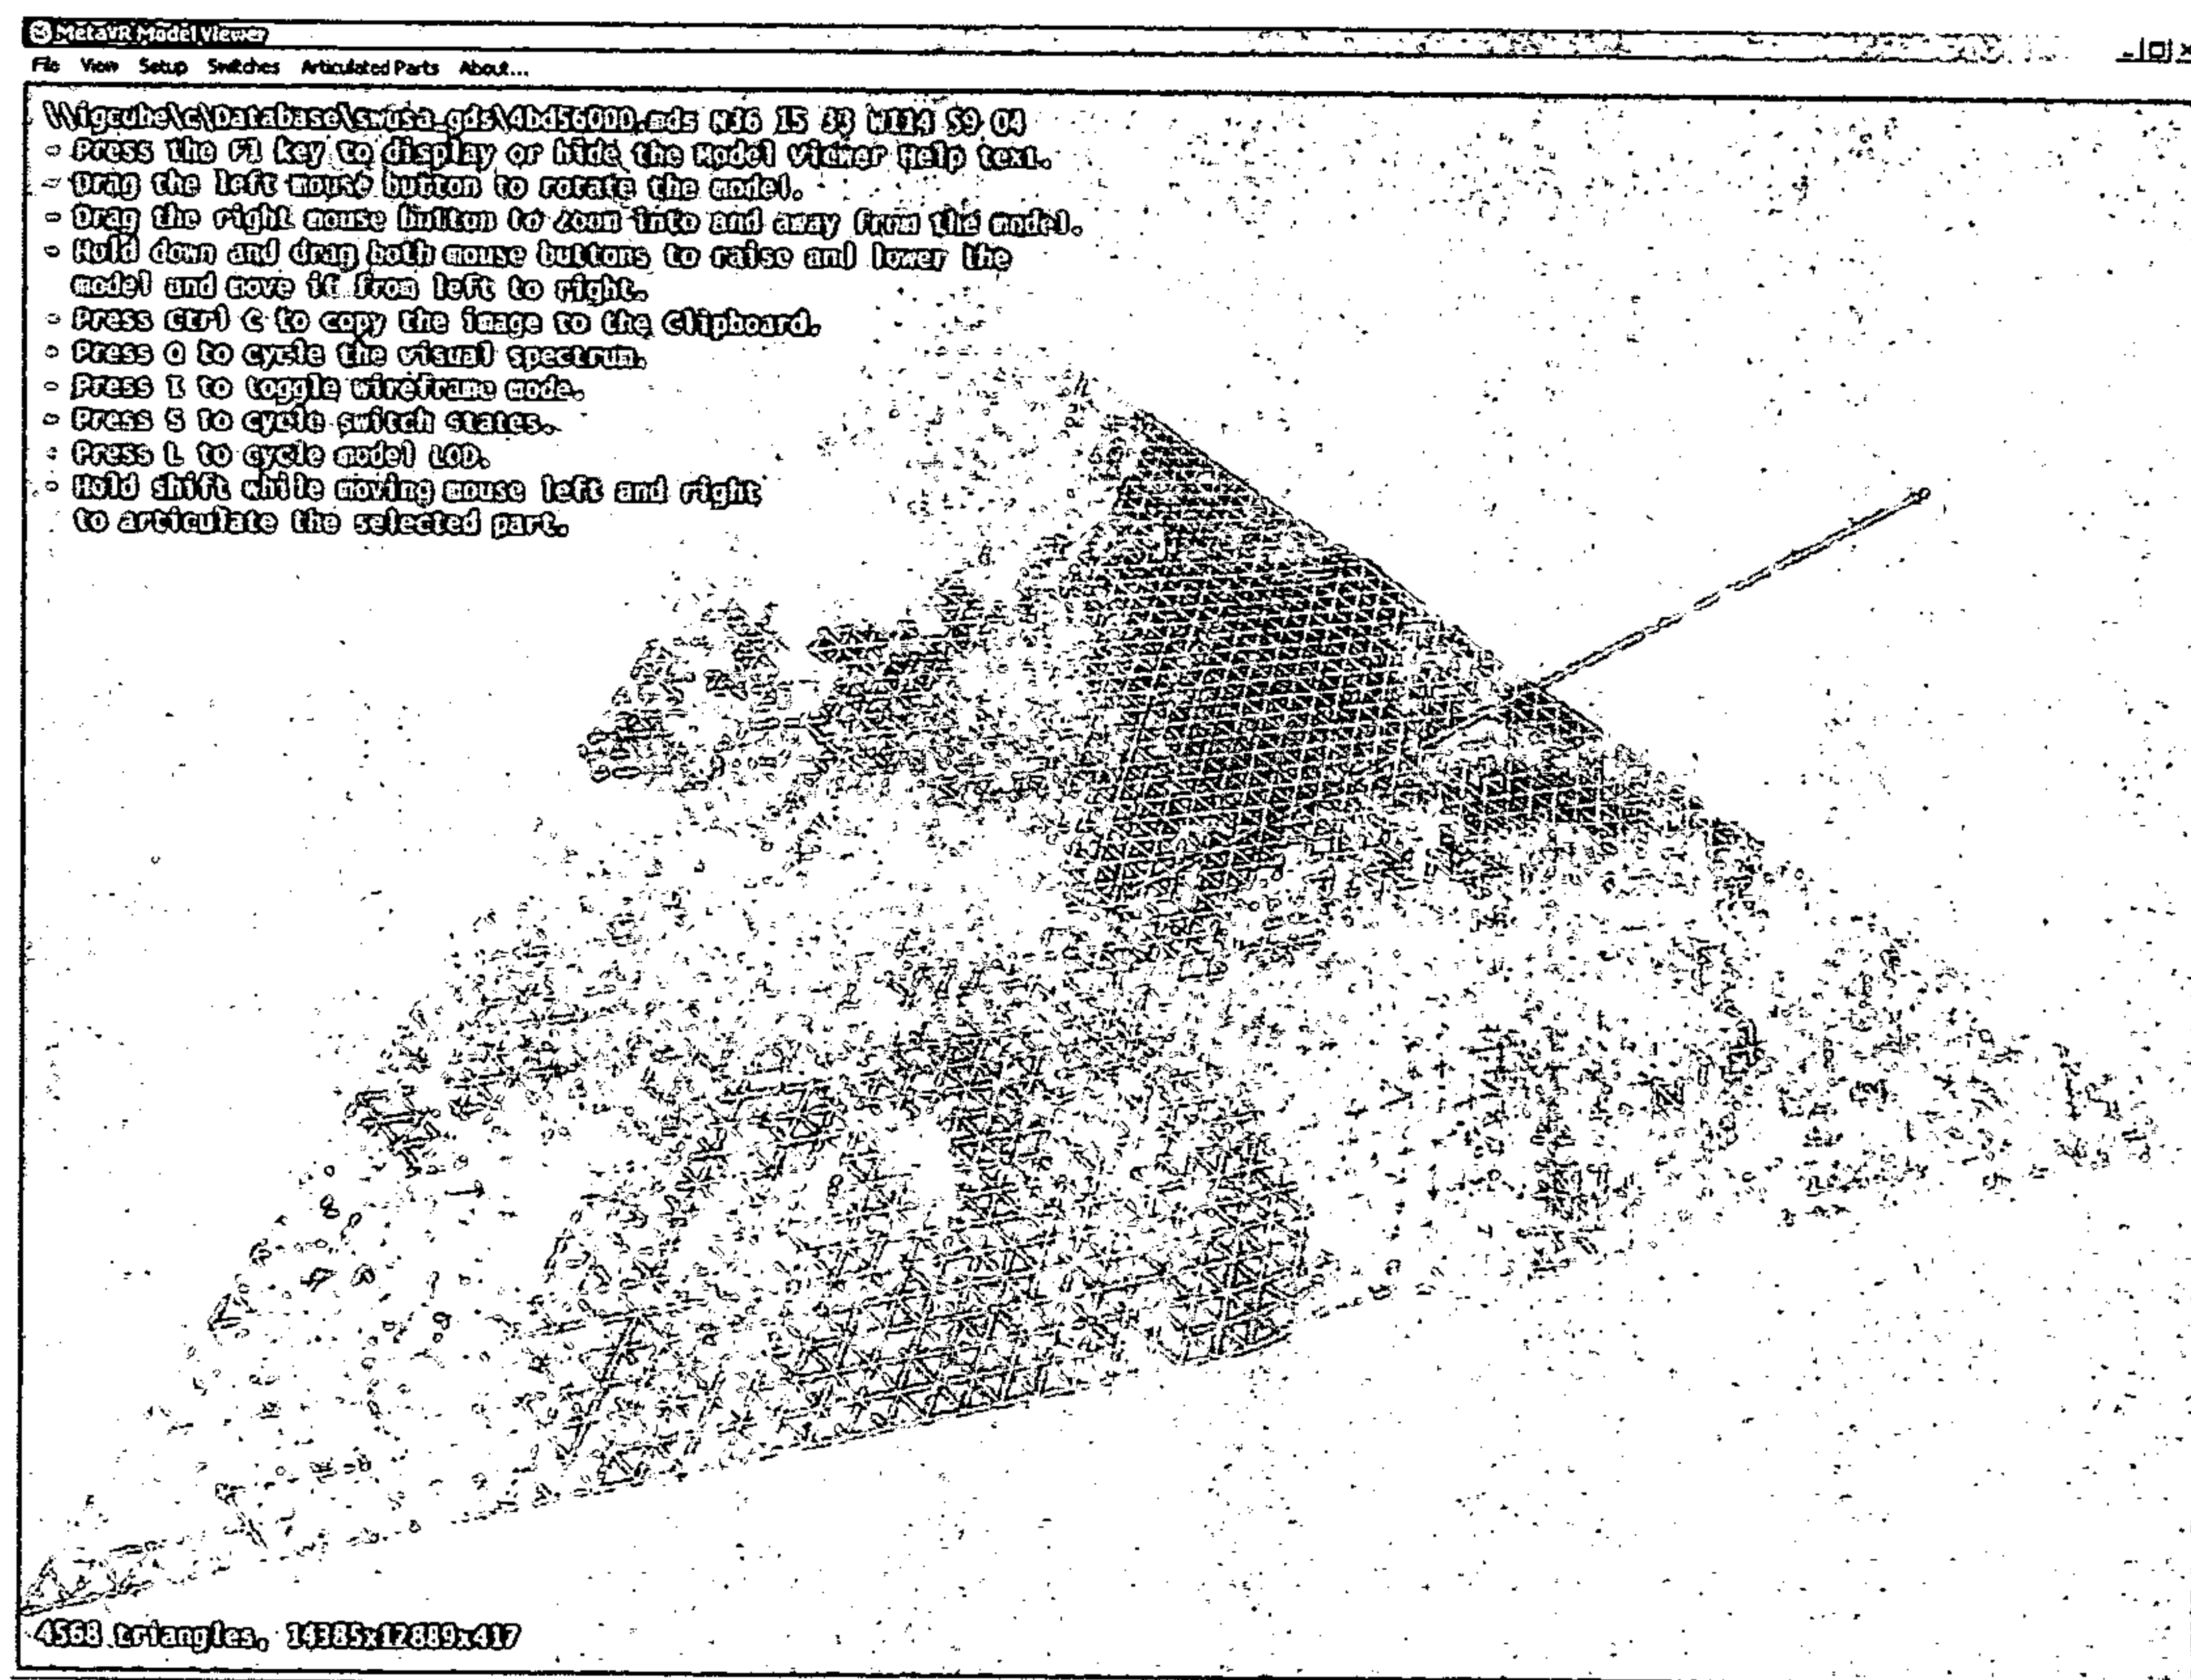 MetaVR Model Viewer
File View Setup Switches Articulated Parts About...
\\igcube\c\Database\swusa_gds\4bd56000.mds N36 15 33 W114 59 04
- Press the F1 key to display or hide the Model Viewer Help text.
- Drag the left mouse button to rotate the model.
- Drag the right mouse button to zoom into and away from the model.
- Hold down and drag both mouse buttons to raise and lower the
model and move it from left to right.
- Press Ctrl C to copy the image to the Clipboard.
- Press Q to cycle the visual spectrum.
- Press I to toggle wireframe mode.
- Press S to cycle switch states.
- Press L to cycle model LOD.
- Hold shift while moving mouse left and right
to articulate the selected part.
4568 triangles, 14385x12889x417